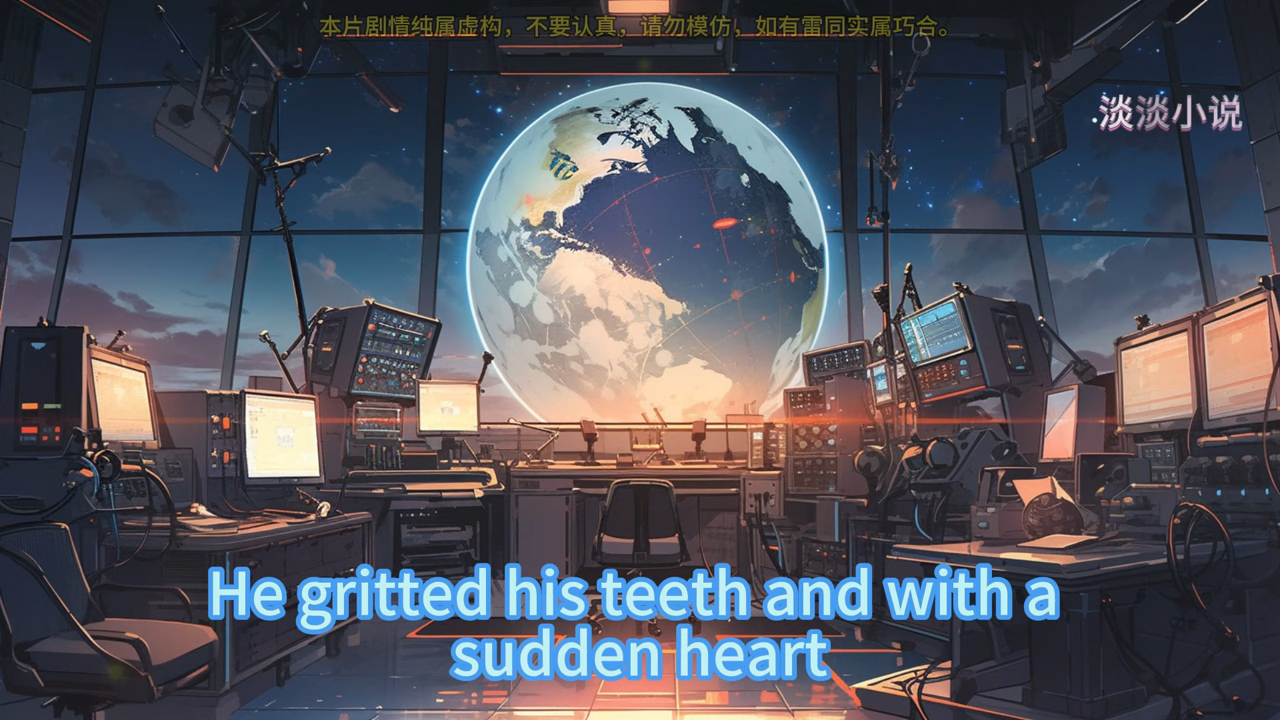 本片剧情纯属虚构，不要认真，请勿模仿，如有雷同实属巧合。
.淡淡小说
He gritted his teeth and with a
sudden heart